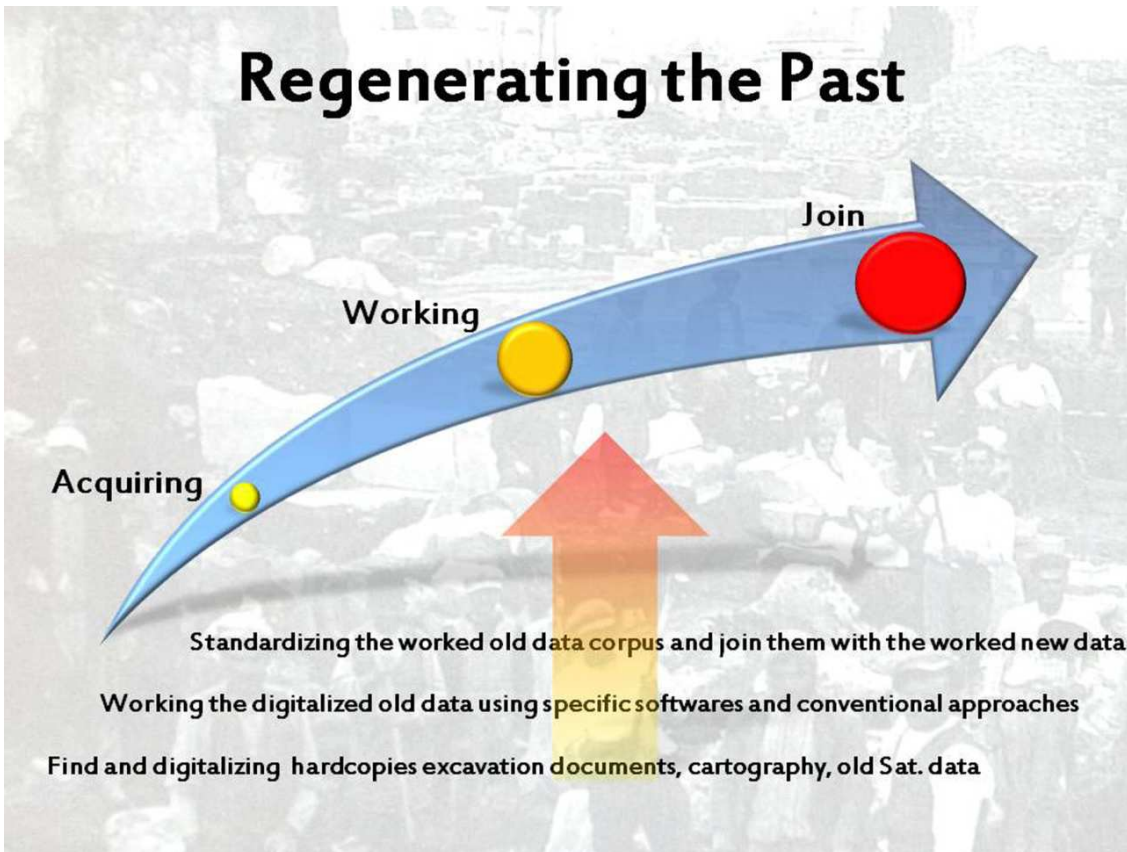 Regenerating the Past
Join
Working
Acquiring
Standardizing the worked old data corpus and join them with the worked new data
Working the digitalized old data using specific softwares and conventional approaches
Find and digitalizing hardcopies excavation documents, cartography, old Sat. data